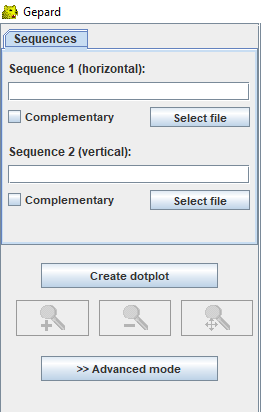 Gepard
Sequences
Sequence 1 (horizontal):
Complementary Select file
Sequence 2 (vertical):
Complementary Select file
Create dotplot
>> Advanced mode